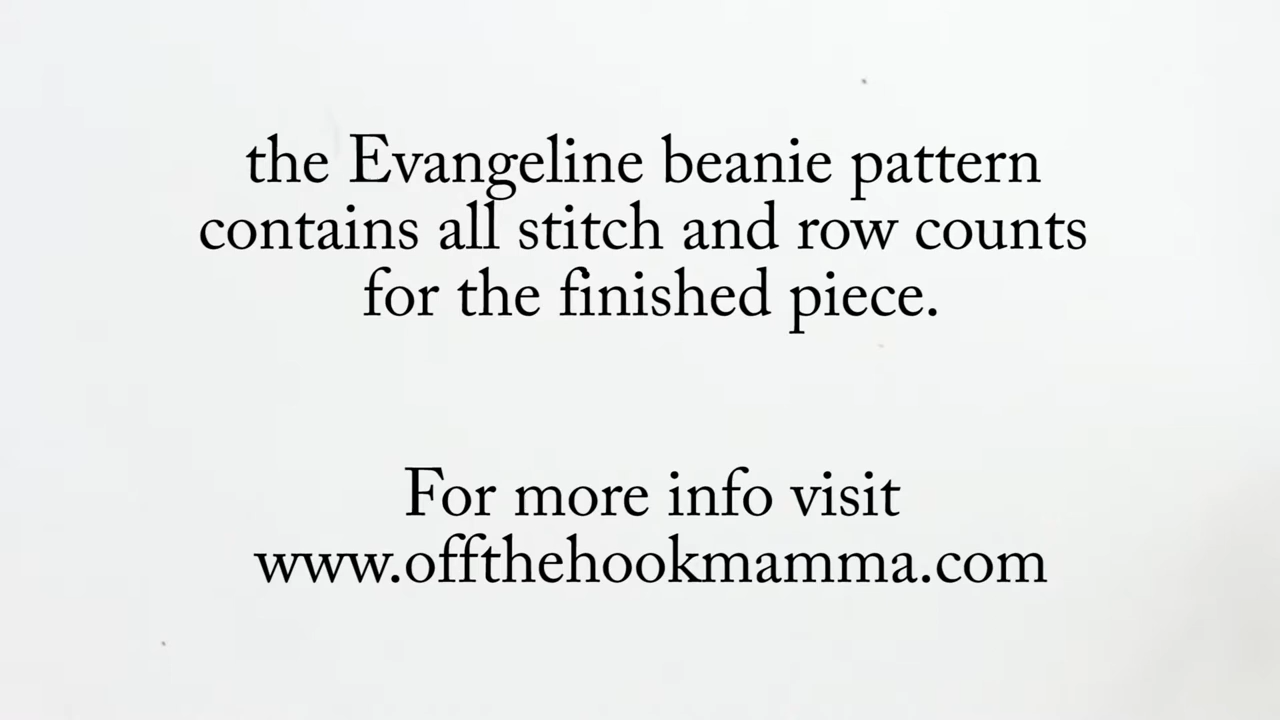 the Evangeline beanie pattern
contains all stitch and row counts
for the finished piece.
For more info visit
www.offthehookmamma.com